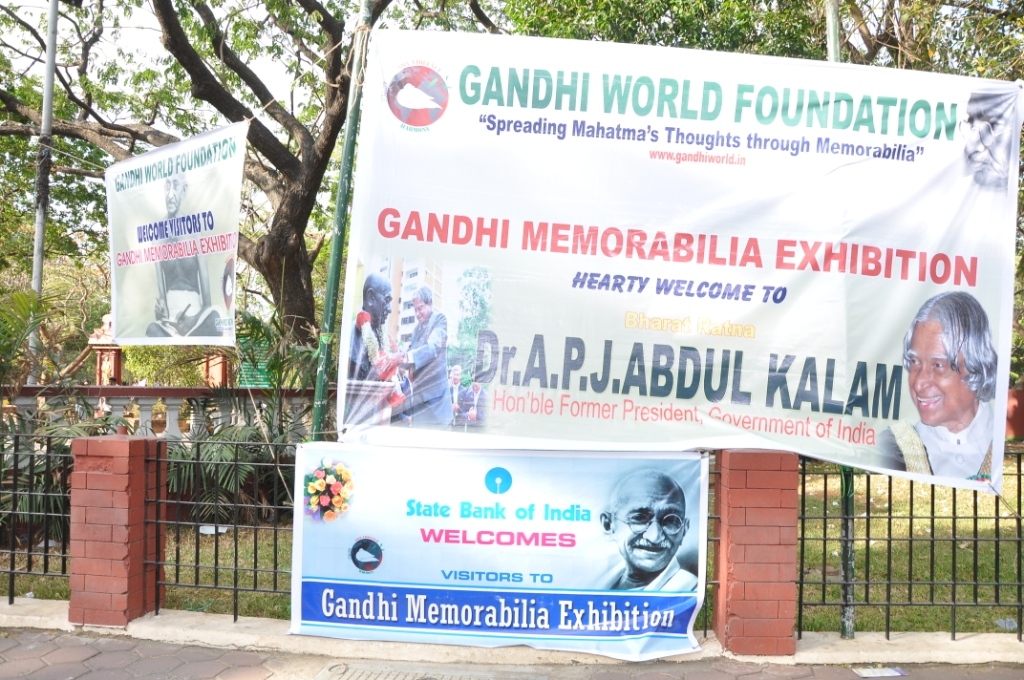 GANDHI WORLD FOUNDATION
WELCOME VISITORS TO
GANDHI MEMORABILIA EXHIBITION
HARMONY
GANDHI WORLD FOUNDATION
"Spreading Mahatma's Thoughts through Memorabilia"
www.gandhiworld.in
GANDHI MEMORABILIA EXHIBITION
HEARTY WELCOME TO
Bharat Ratna
Dr.A.P.J.ABDUL KALAM
Hon'ble Former President, Government of India
State Bank of India
WELCOMES
VISITORS TO
Gandhi Memorabilia Exhibition